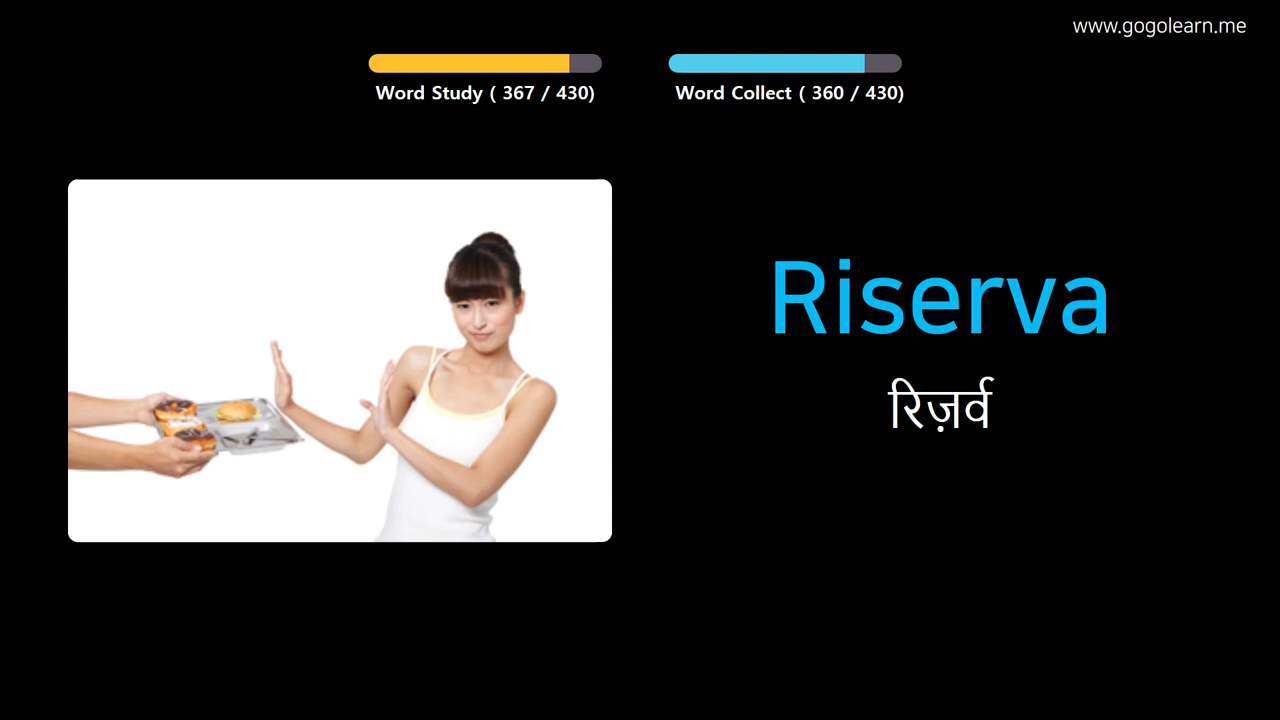 www.gogolearn.me
Word Study ( 367 / 430)
Word Collect ( 360 / 430)
Riserva
रिज़र्व